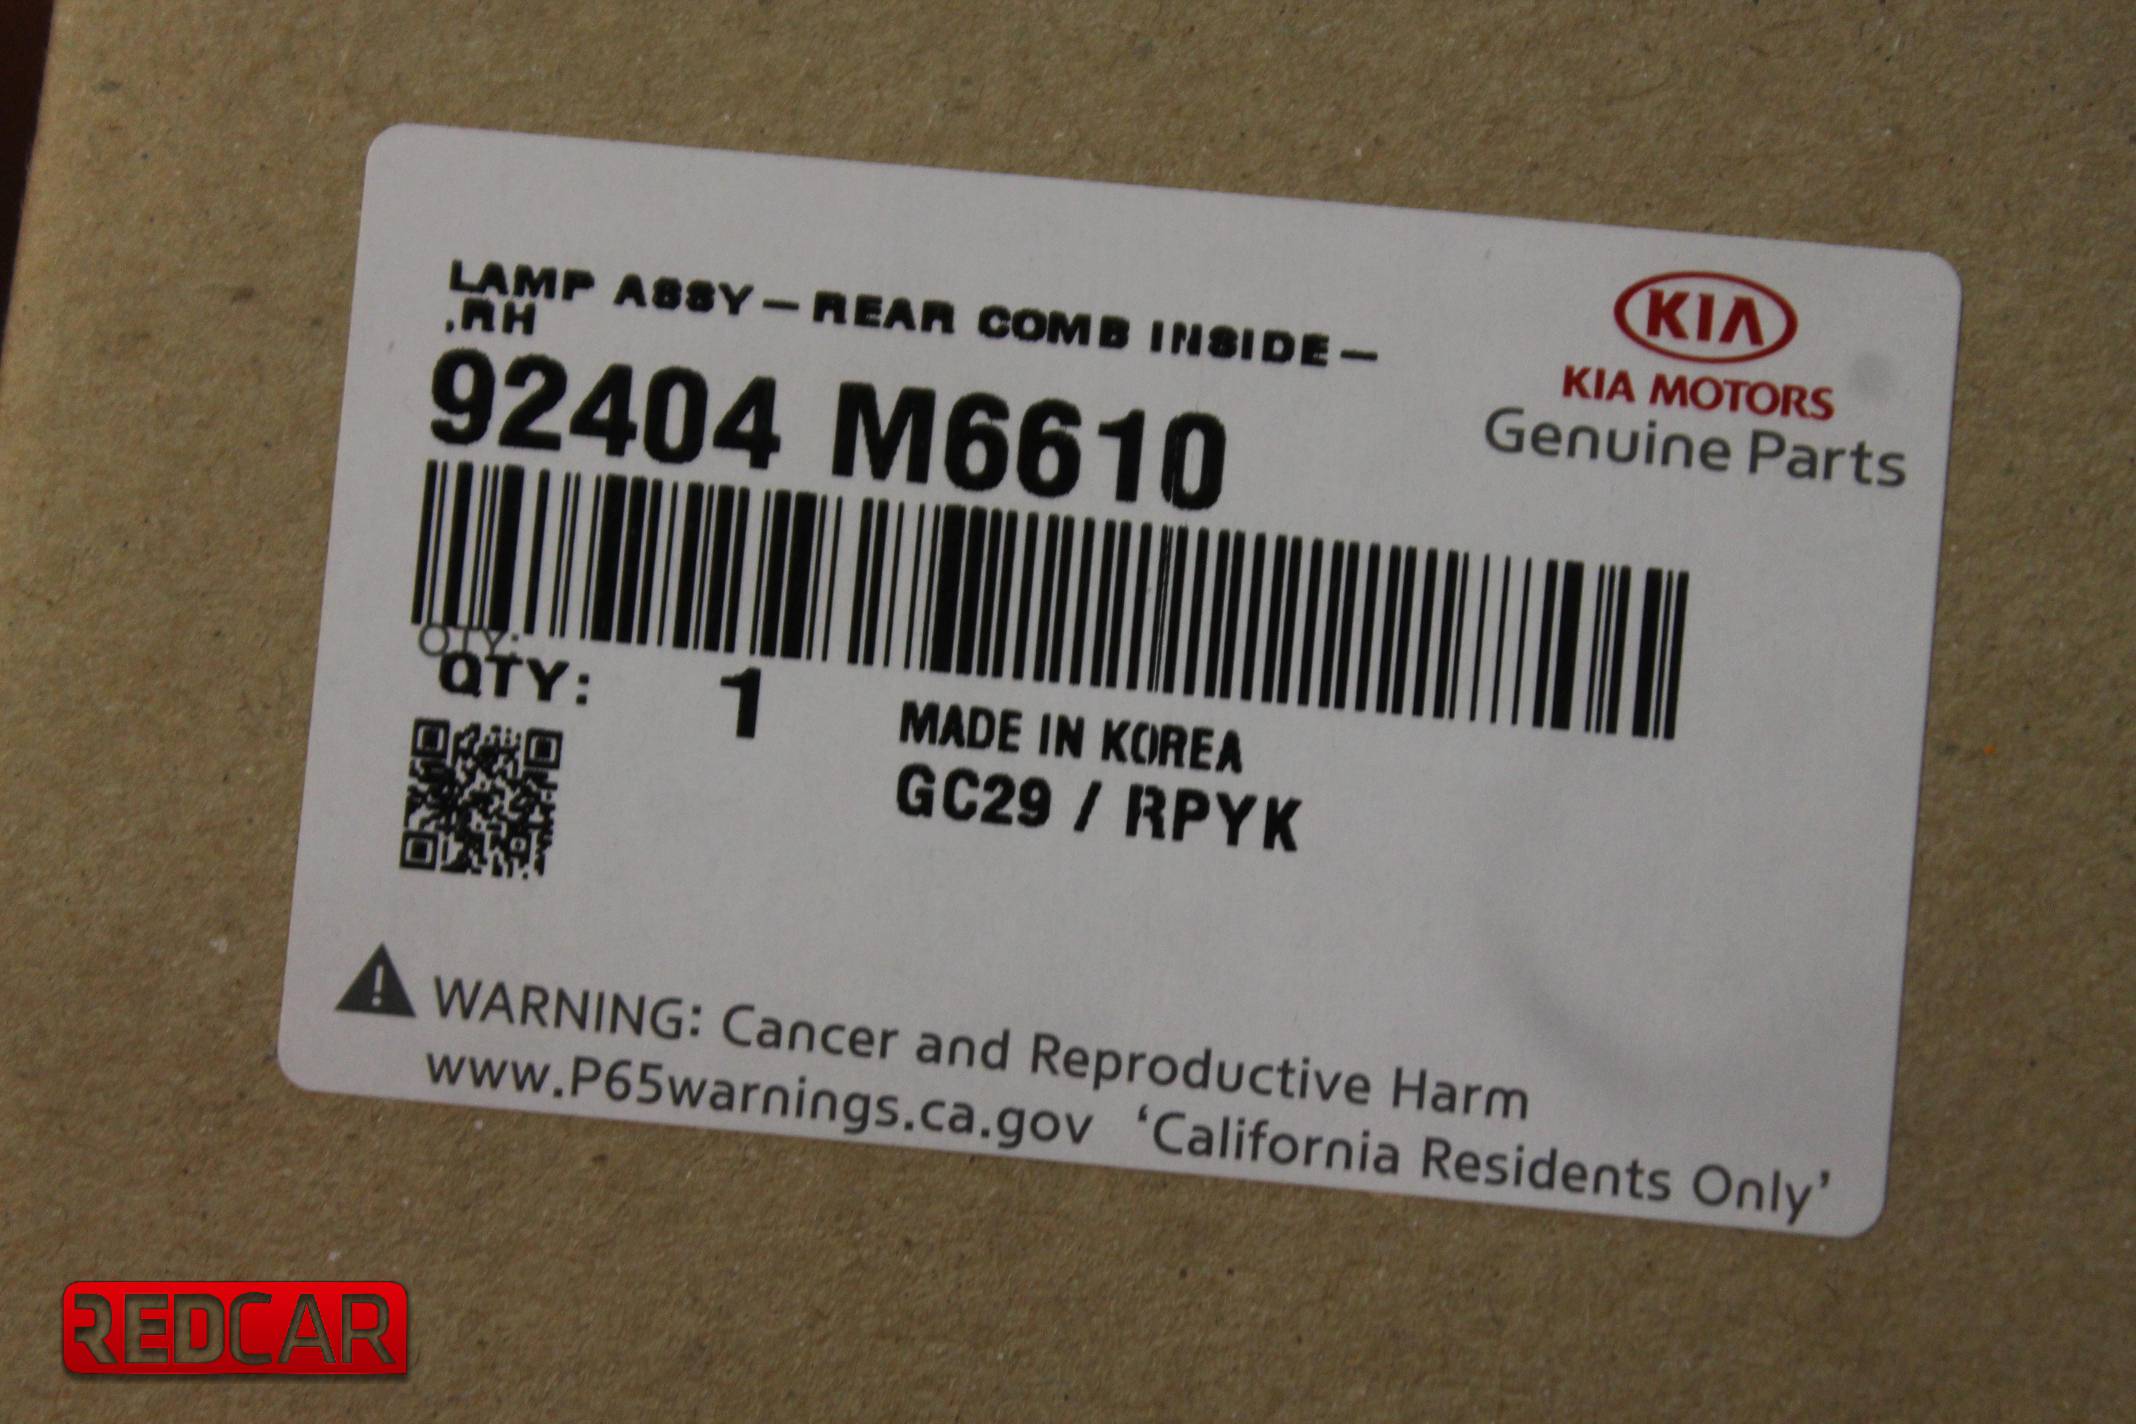 LAMP ASSY-REAR COMB INSIDE-
,RH
92404 M6610
KIA
KIA MOTORS
Genuine Parts
QTY:
QTY: 1
MADE IN KOREA
GC29 / RPYK
WARNING: Cancer and Reproductive Harm
www.P65warnings.ca.gov ‘California Residents Only’
REDCAR